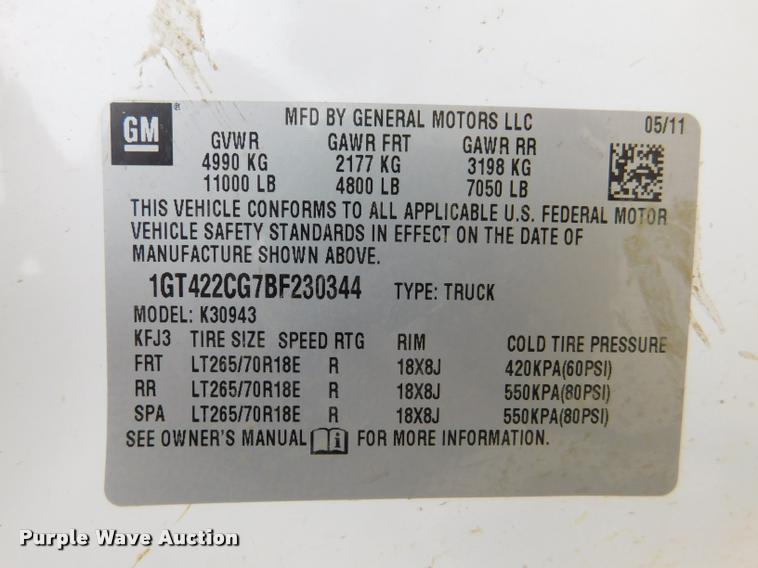 GM
MFD BY GENERAL MOTORS LLC 05/11
GVWR GAWR FRT GAWR RR
4990 KG 2177 KG 3198 KG
11000 LB 4800 LB 7050 LB
THIS VEHICLE CONFORMS TO ALL APPLICABLE U.S. FEDERAL MOTOR
VEHICLE SAFETY STANDARDS IN EFFECT ON THE DATE OF
MANUFACTURE SHOWN ABOVE.
1GT422CG7BF230344 TYPE: TRUCK
MODEL: K30943
KFJ3 TIRE SIZE SPEED RTG RIM COLD TIRE PRESSURE
FRT LT265/70R18E R 18X8J 420KPA(60PSI)
RR LT265/70R18E R 18X8J 550KPA(80PSI)
SPA LT265/70R18E R 18X8J 550KPA(80PSI)
SEE OWNER'S MANUAL i FOR MORE INFORMATION.
Purple Wave Auction